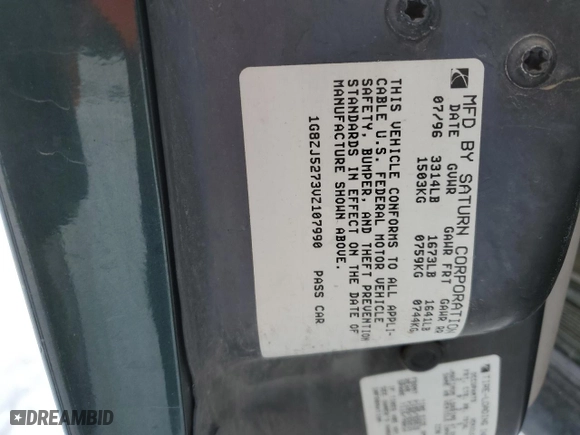 MFD BY SATURN CORPORATION
DATE GVWR GAWR FRT GAWR RR
07/96 3314LB 1673LB 1641LB
1503KG 0759KG 0744KG
THIS VEHICLE CONFORMS TO ALL APPLI-
CABLE U.S. FEDERAL MOTOR VEHICLE
SAFETY, BUMPER, AND THEFT PREVENTION
STANDARDS IN EFFECT ON THE DATE OF
MANUFACTURE SHOWN ABOVE.
1G8ZJ5273VZ107990 PASS CAR
DREAMBID